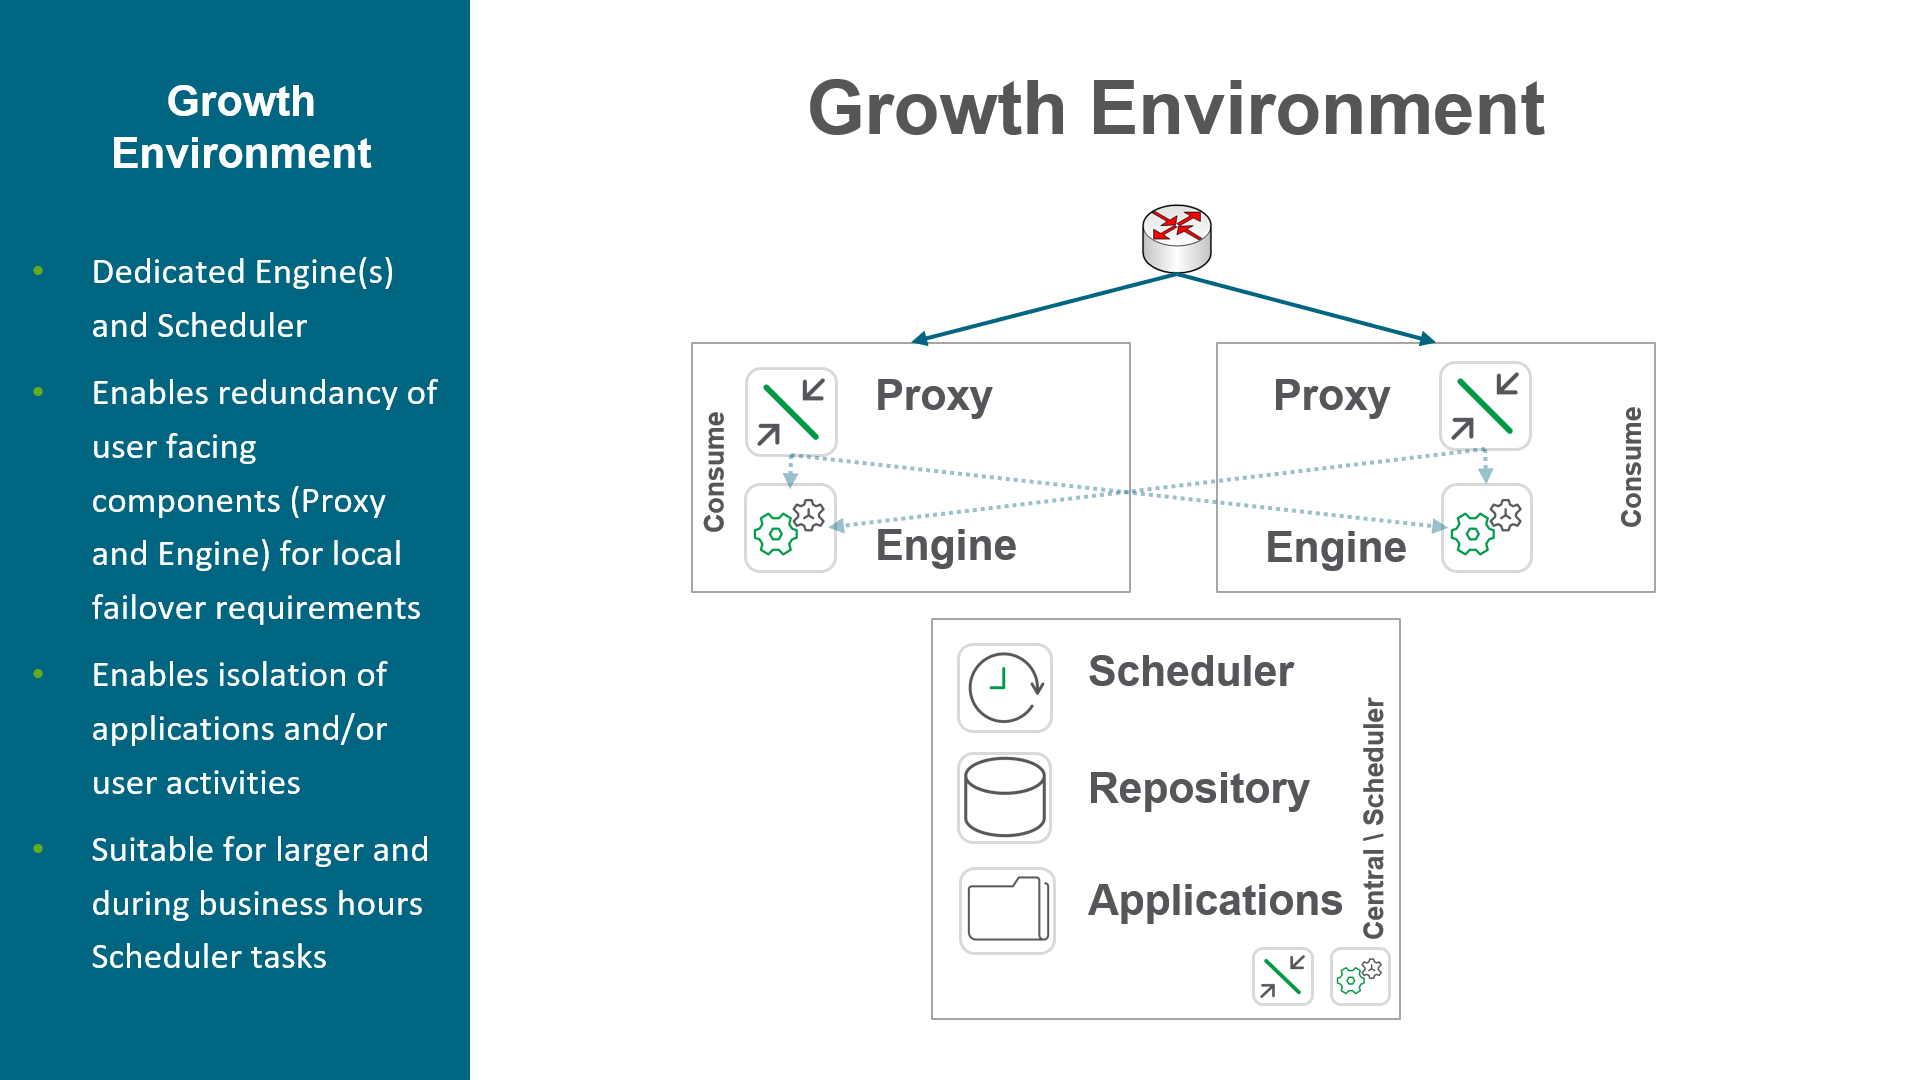 Growth
Environment
• Dedicated Engine(s)
and Scheduler
• Enables redundancy of
user facing
components (Proxy
and Engine) for local
failover requirements
• Enables isolation of
applications and/or
user activities
• Suitable for larger and
during business hours
Scheduler tasks
Growth Environment
Consume
Proxy
Engine
Proxy
Engine
Consume
Scheduler
Repository
Applications
Central \ Scheduler